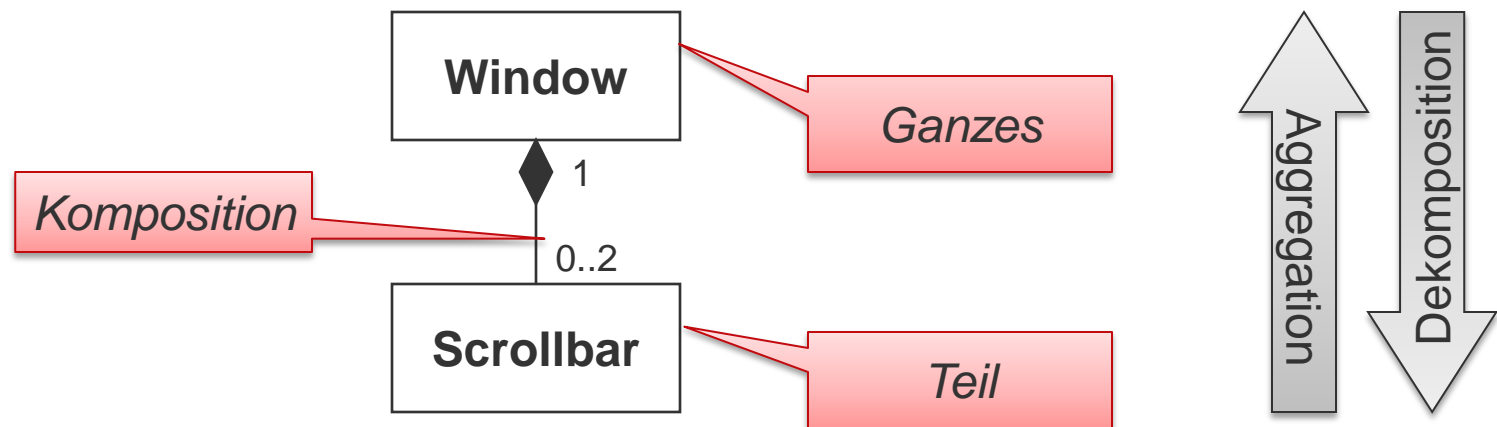 Window
Ganzes
1
Komposition
0..2
Scrollbar
Teil
Aggregation
Dekomposition